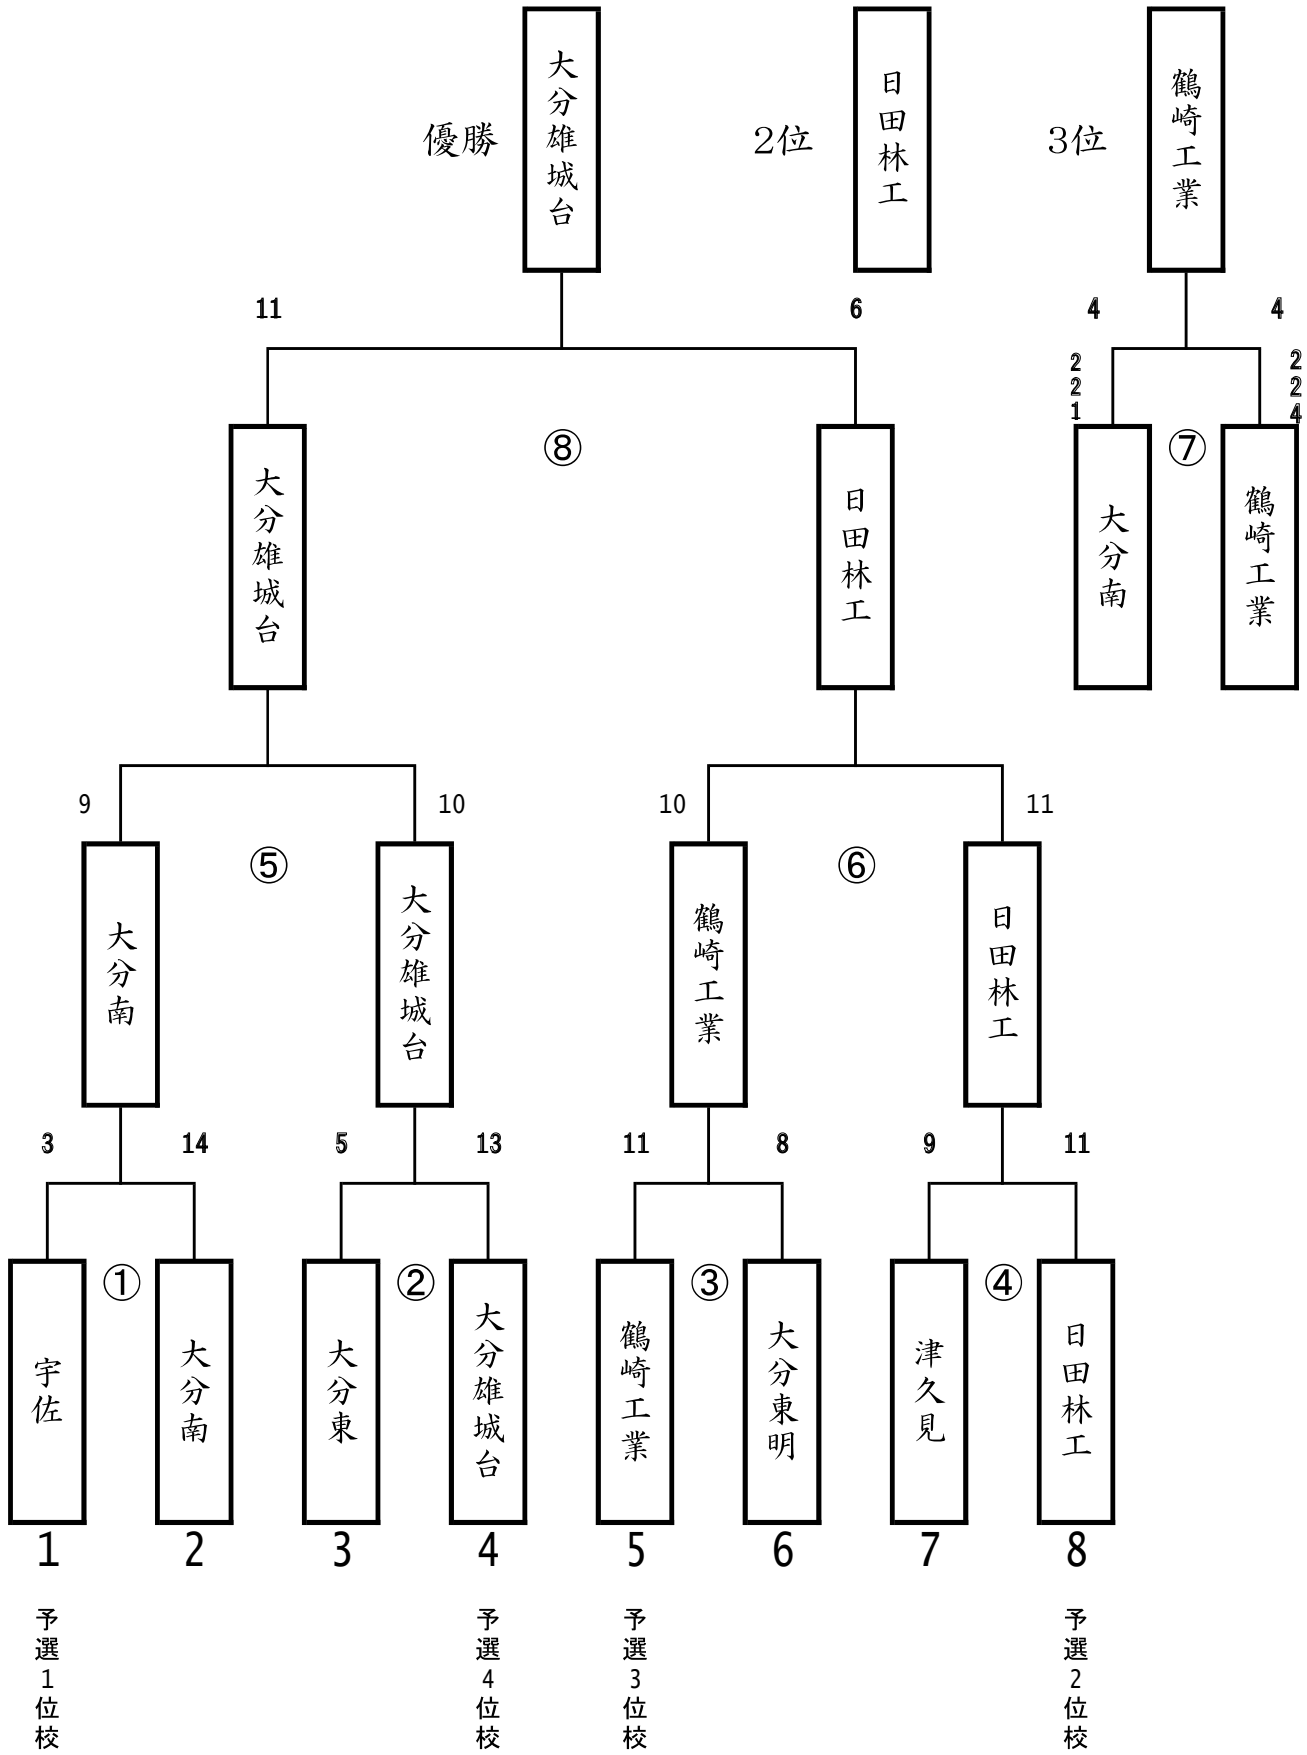 優勝
大分雄城台
2位
日田林工
3位
鶴崎工業
11
6
4
4
2
2
1
2
2
4
大分雄城台
⑧
日田林工
大分南
⑦
鶴崎工業
9
10
10
11
大分南
⑤
大分雄城台
鶴崎工業
⑥
日田林工
3
14
5
13
11
8
9
11
宇佐
①
大分南
大分東
②
大分雄城台
鶴崎工業
③
大分東明
津久見
④
日田林工
1
2
3
4
5
6
7
8
予選1位校
予選4位校
予選3位校
予選2位校